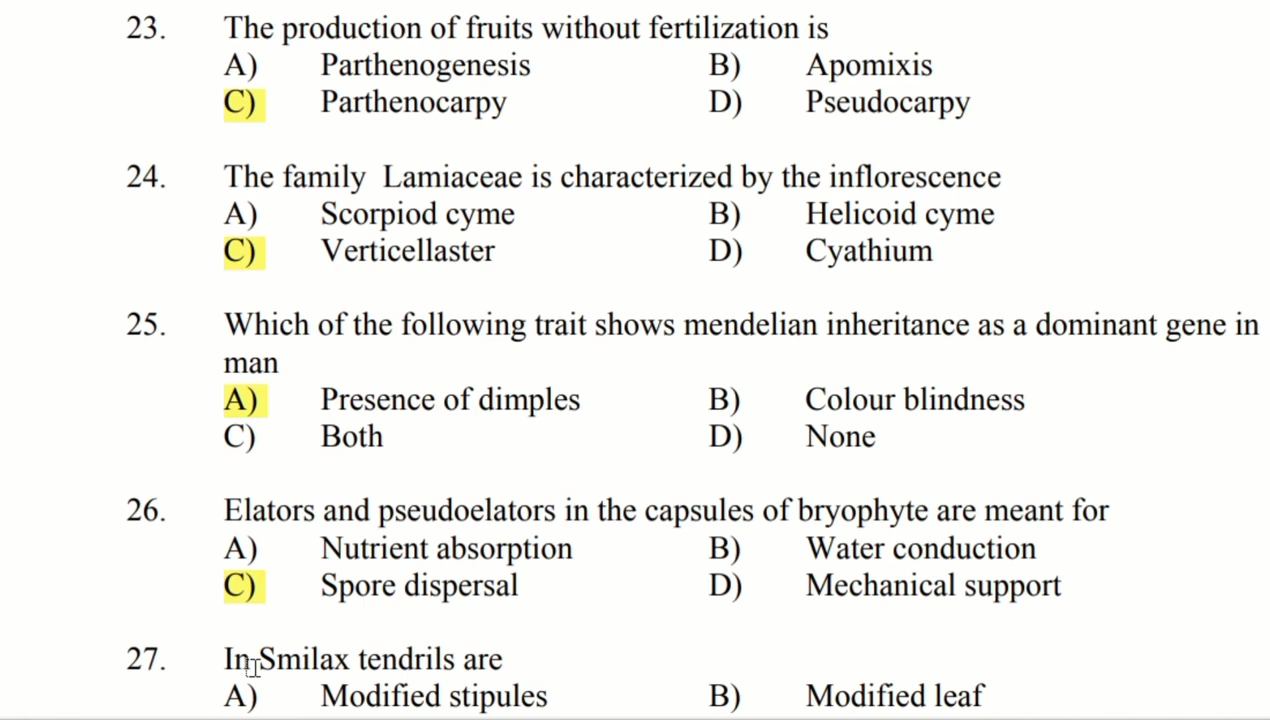 23. The production of fruits without fertilization is
A) Parthenogenesis B) Apomixis
C) Parthenocarpy D) Pseudocarpy
24. The family Lamiaceae is characterized by the inflorescence
A) Scorpiod cyme B) Helicoid cyme
C) Verticellaster D) Cyathium
25. Which of the following trait shows mendelian inheritance as a dominant gene in
man
A) Presence of dimples B) Colour blindness
C) Both D) None
26. Elators and pseudoelators in the capsules of bryophyte are meant for
A) Nutrient absorption B) Water conduction
C) Spore dispersal D) Mechanical support
27. In Smilax tendrils are
A) Modified stipules B) Modified leaf